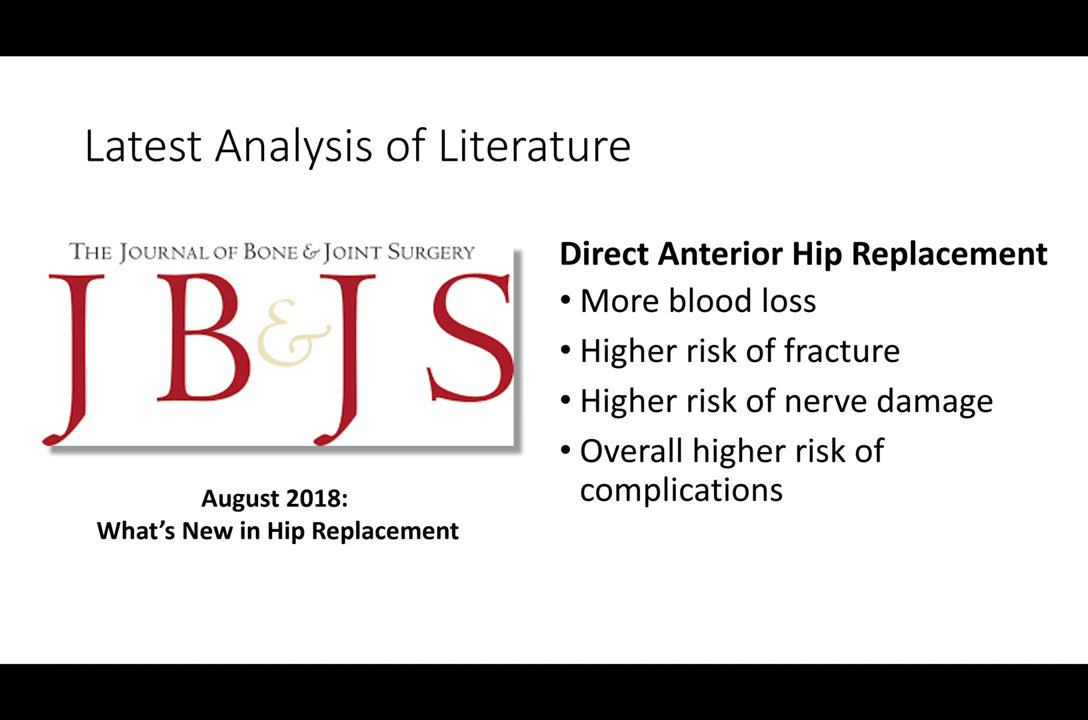 Latest Analysis of Literature
THE JOURNAL OF BONE & JOINT SURGERY
J B & J S
August 2018:
What's New in Hip Replacement
Direct Anterior Hip Replacement
• More blood loss
• Higher risk of fracture
• Higher risk of nerve damage
• Overall higher risk of
complications